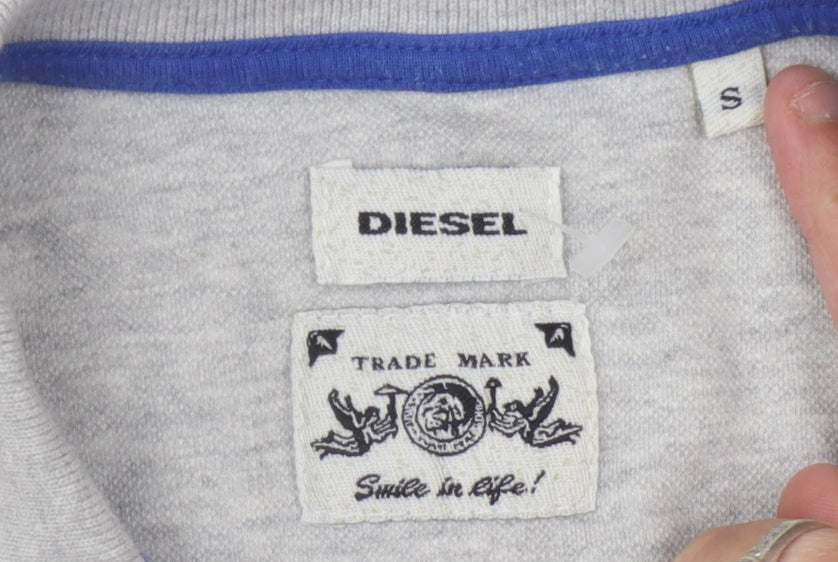 S
DIESEL
TRADE MARK
Smile in life!